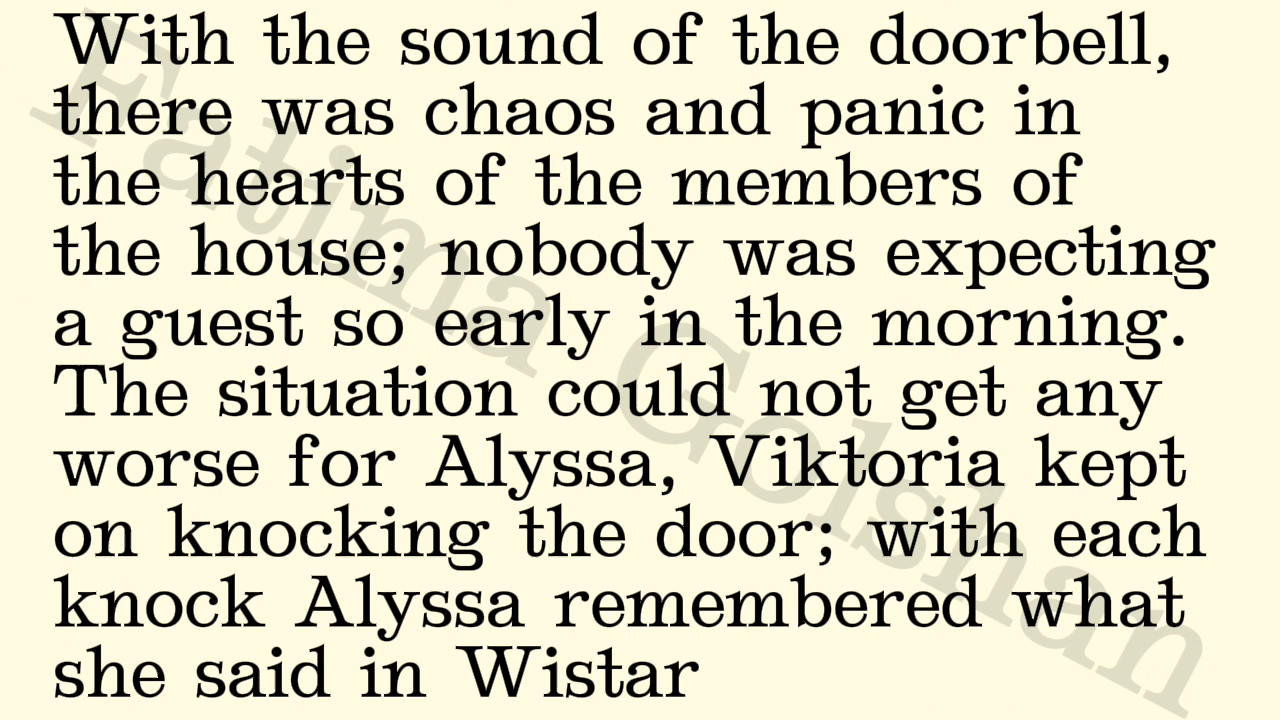 With the sound of the doorbell,
there was chaos and panic in
the hearts of the members of
the house; nobody was expecting
a guest so early in the morning.
The situation could not get any
worse for Alyssa, Viktoria kept
on knocking the door; with each
knock Alyssa remembered what
she said in Wistar
Fatima Golshan